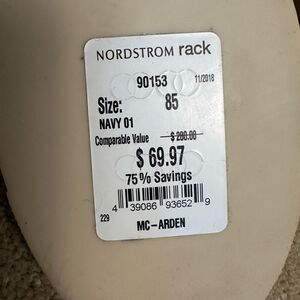 NORDSTROM rack
90153 11/2018
Size: 85
NAVY 01
Comparable Value $ 280.00
$ 69.97
75% Savings
4 39086 93652 9
229
MC-ARDEN